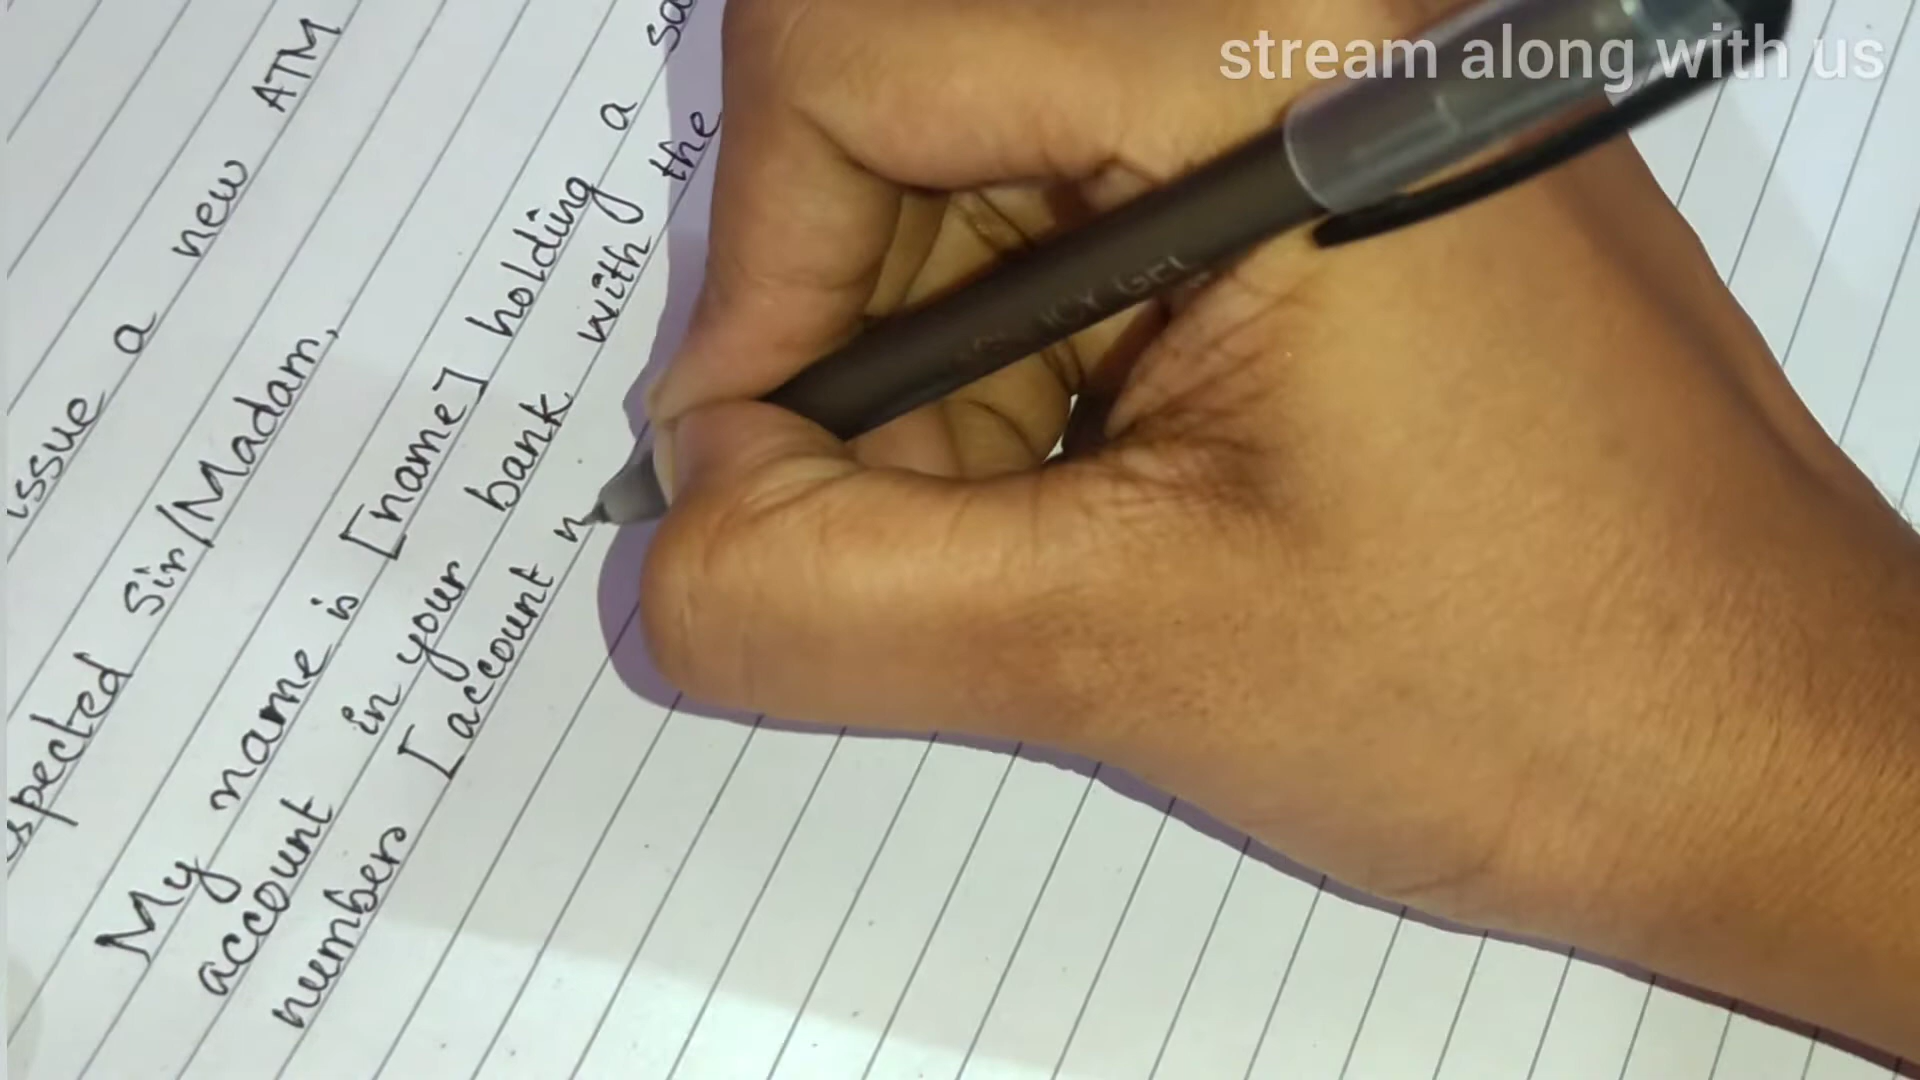 stream along with us
issue a new ATM
spected Sir/Madam,
My name is [name] holding a sa
account in your bank with the
number [account n